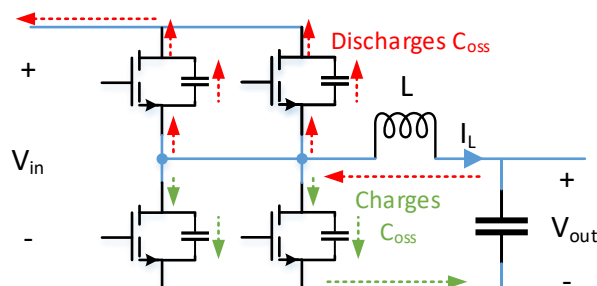 Discharges Coss
+
L
IL
Vin
+
Charges
Coss
Vout
-
-